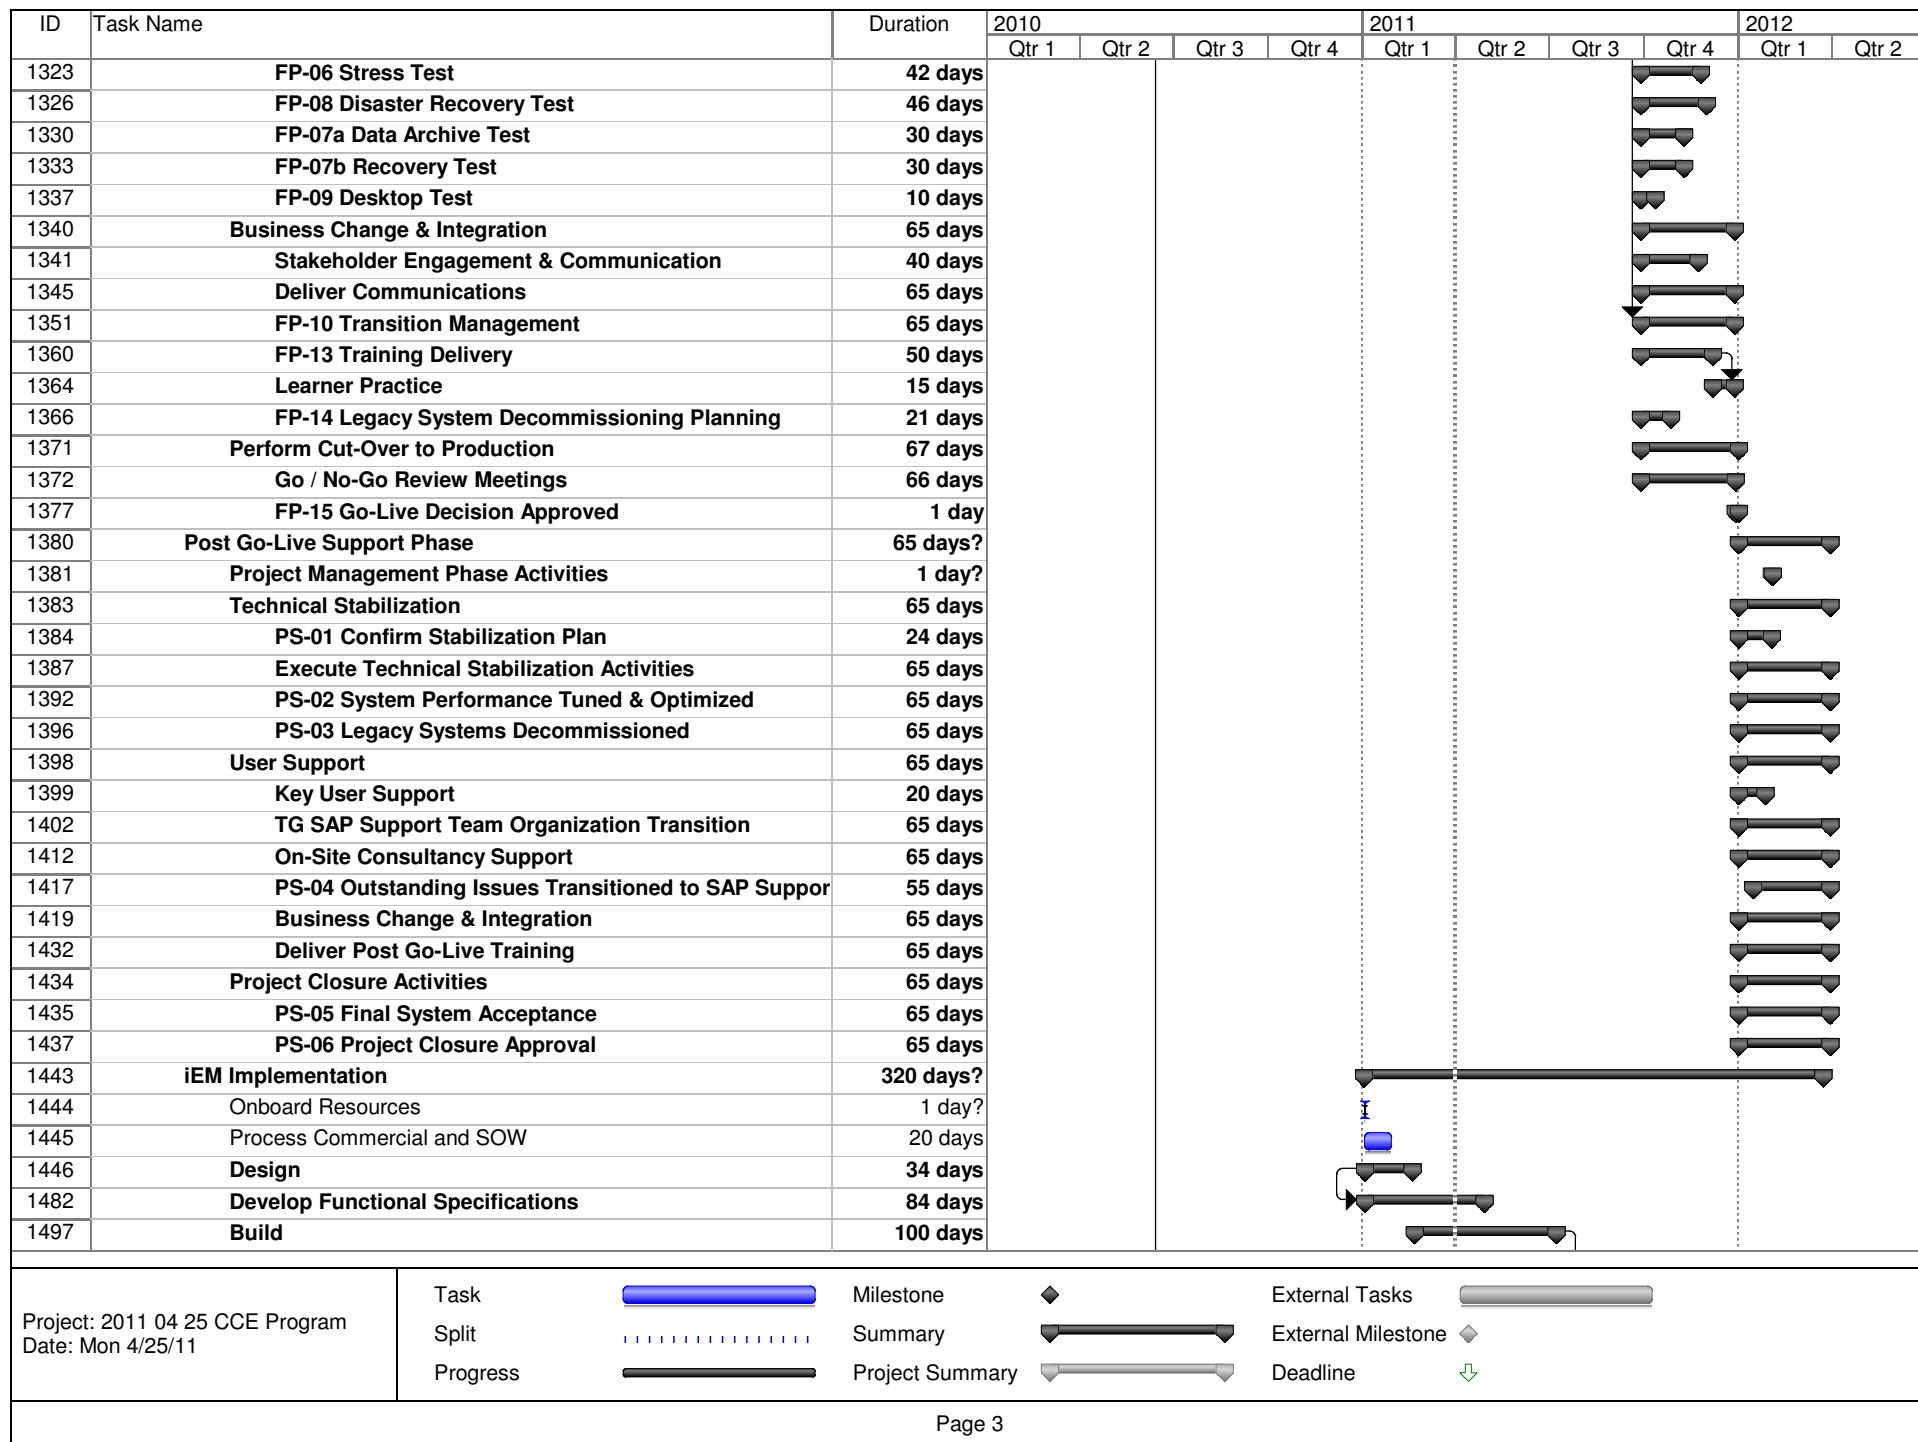 ID Task Name Duration 2010 2011 2012
Qtr 1 Qtr 2 Qtr 3 Qtr 4 Qtr 1 Qtr 2 Qtr 3 Qtr 4 Qtr 1 Qtr 2
1323 FP-06 Stress Test 42 days
1326 FP-08 Disaster Recovery Test 46 days
1330 FP-07a Data Archive Test 30 days
1333 FP-07b Recovery Test 30 days
1337 FP-09 Desktop Test 10 days
1340 Business Change & Integration 65 days
1341 Stakeholder Engagement & Communication 40 days
1345 Deliver Communications 65 days
1351 FP-10 Transition Management 65 days
1360 FP-13 Training Delivery 50 days
1364 Learner Practice 15 days
1366 FP-14 Legacy System Decommissioning Planning 21 days
1371 Perform Cut-Over to Production 67 days
1372 Go / No-Go Review Meetings 66 days
1377 FP-15 Go-Live Decision Approved 1 day
1380 Post Go-Live Support Phase 65 days?
1381 Project Management Phase Activities 1 day?
1383 Technical Stabilization 65 days
1384 PS-01 Confirm Stabilization Plan 24 days
1387 Execute Technical Stabilization Activities 65 days
1392 PS-02 System Performance Tuned & Optimized 65 days
1396 PS-03 Legacy Systems Decommissioned 65 days
1398 User Support 65 days
1399 Key User Support 20 days
1402 TG SAP Support Team Organization Transition 65 days
1412 On-Site Consultancy Support 65 days
1417 PS-04 Outstanding Issues Transitioned to SAP Suppor 55 days
1419 Business Change & Integration 65 days
1432 Deliver Post Go-Live Training 65 days
1434 Project Closure Activities 65 days
1435 PS-05 Final System Acceptance 65 days
1437 PS-06 Project Closure Approval 65 days
1443 iEM Implementation 320 days?
1444 Onboard Resources 1 day?
1445 Process Commercial and SOW 20 days
1446 Design 34 days
1482 Develop Functional Specifications 84 days
1497 Build 100 days
Project: 2011 04 25 CCE Program
Date: Mon 4/25/11
Task Milestone External Tasks
Split Summary External Milestone
Progress Project Summary Deadline
Page 3